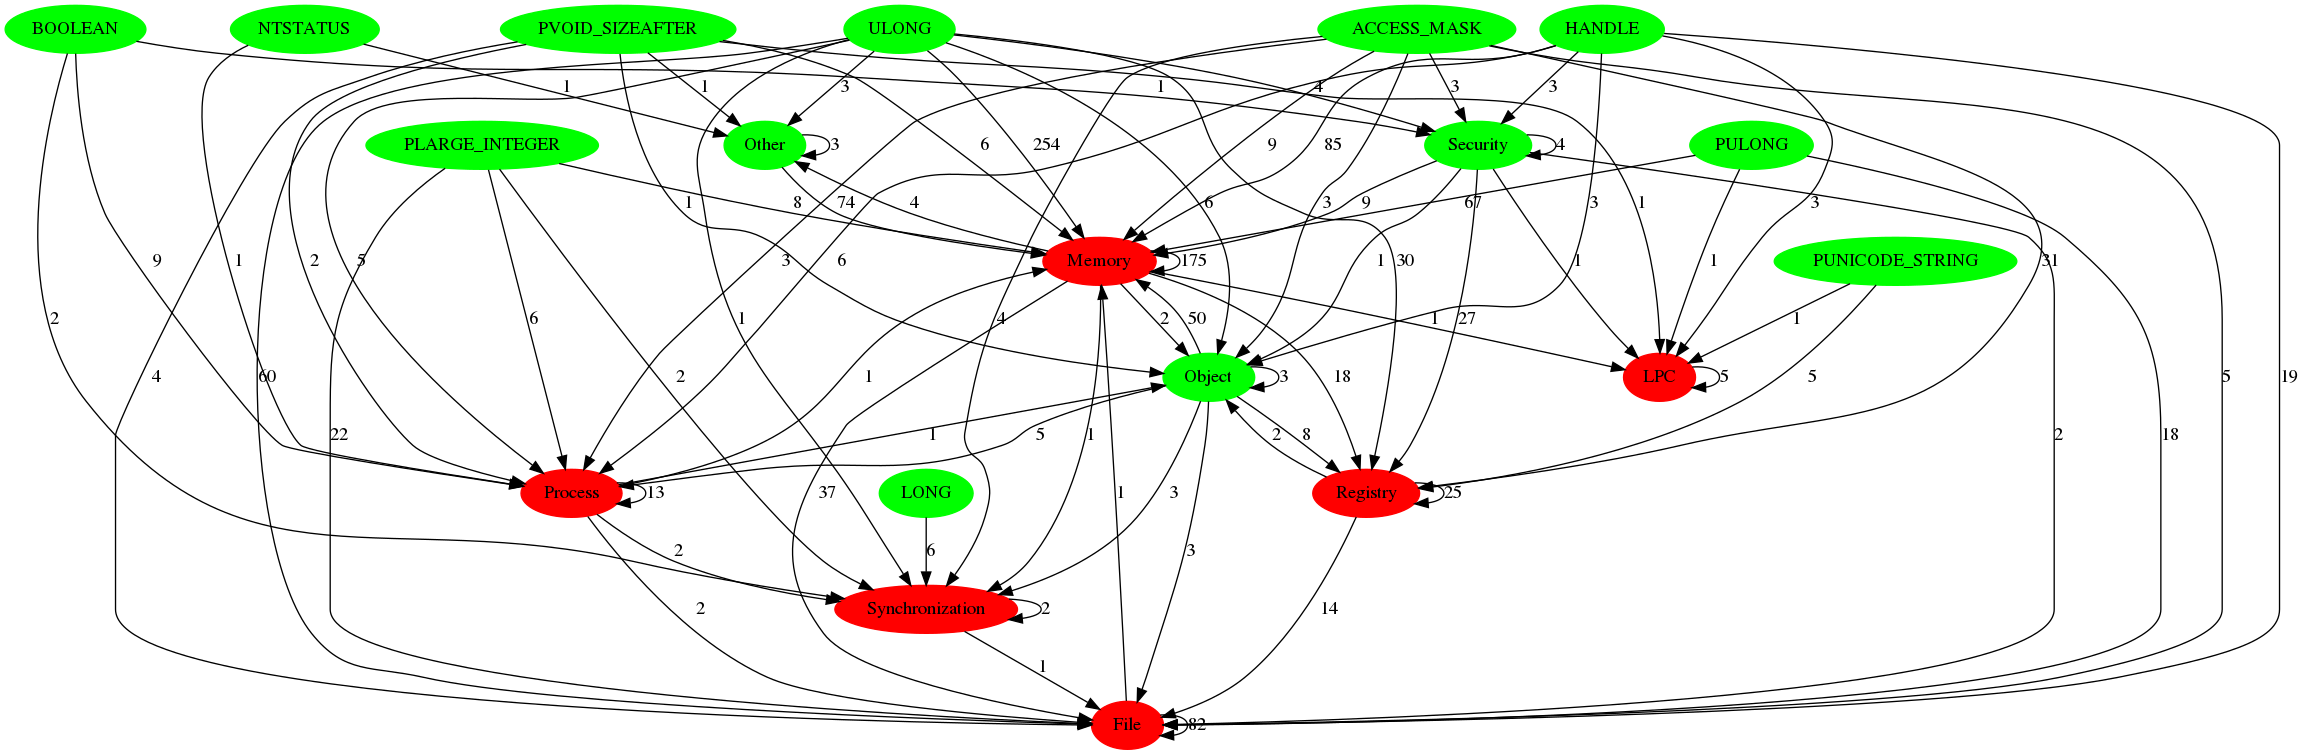 BOOLEAN NTSTATUS PVOID_SIZEAFTER ULONG ACCESS_MASK HANDLE
1 1 3 4 1 3 3
PLARGE_INTEGER Other 3 6 254 9 85 Security 4 PULONG
1 8 74 4 6 3 9 67 3 1 3
2 9 1 2 5 3 6 Memory 175 1 30 1 1 31 PUNICODE_STRING
6 1 4 2 50 1 27 1
4 60 2 1 18 Object 3 LPC 5 5 5 19
22 1 5 37 1 3 2 8 2 18
Process 13 LONG Registry 25
2 6 3
2 1 14
Synchronization 2
1
File 82